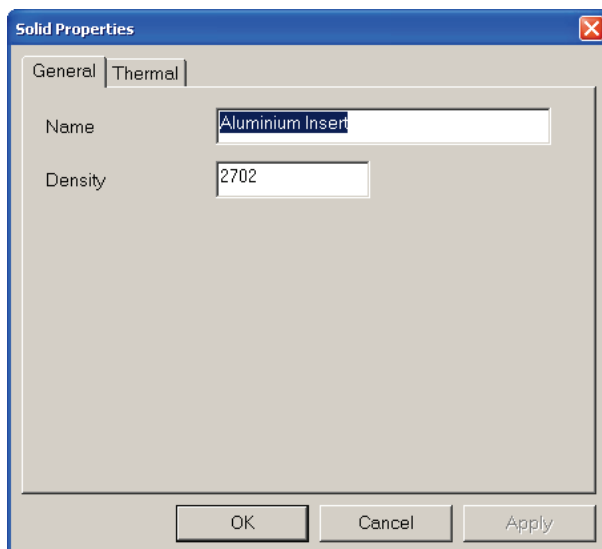 Solid Properties
General Thermal
Name Aluminium Insert
Density 2702
OK Cancel Apply